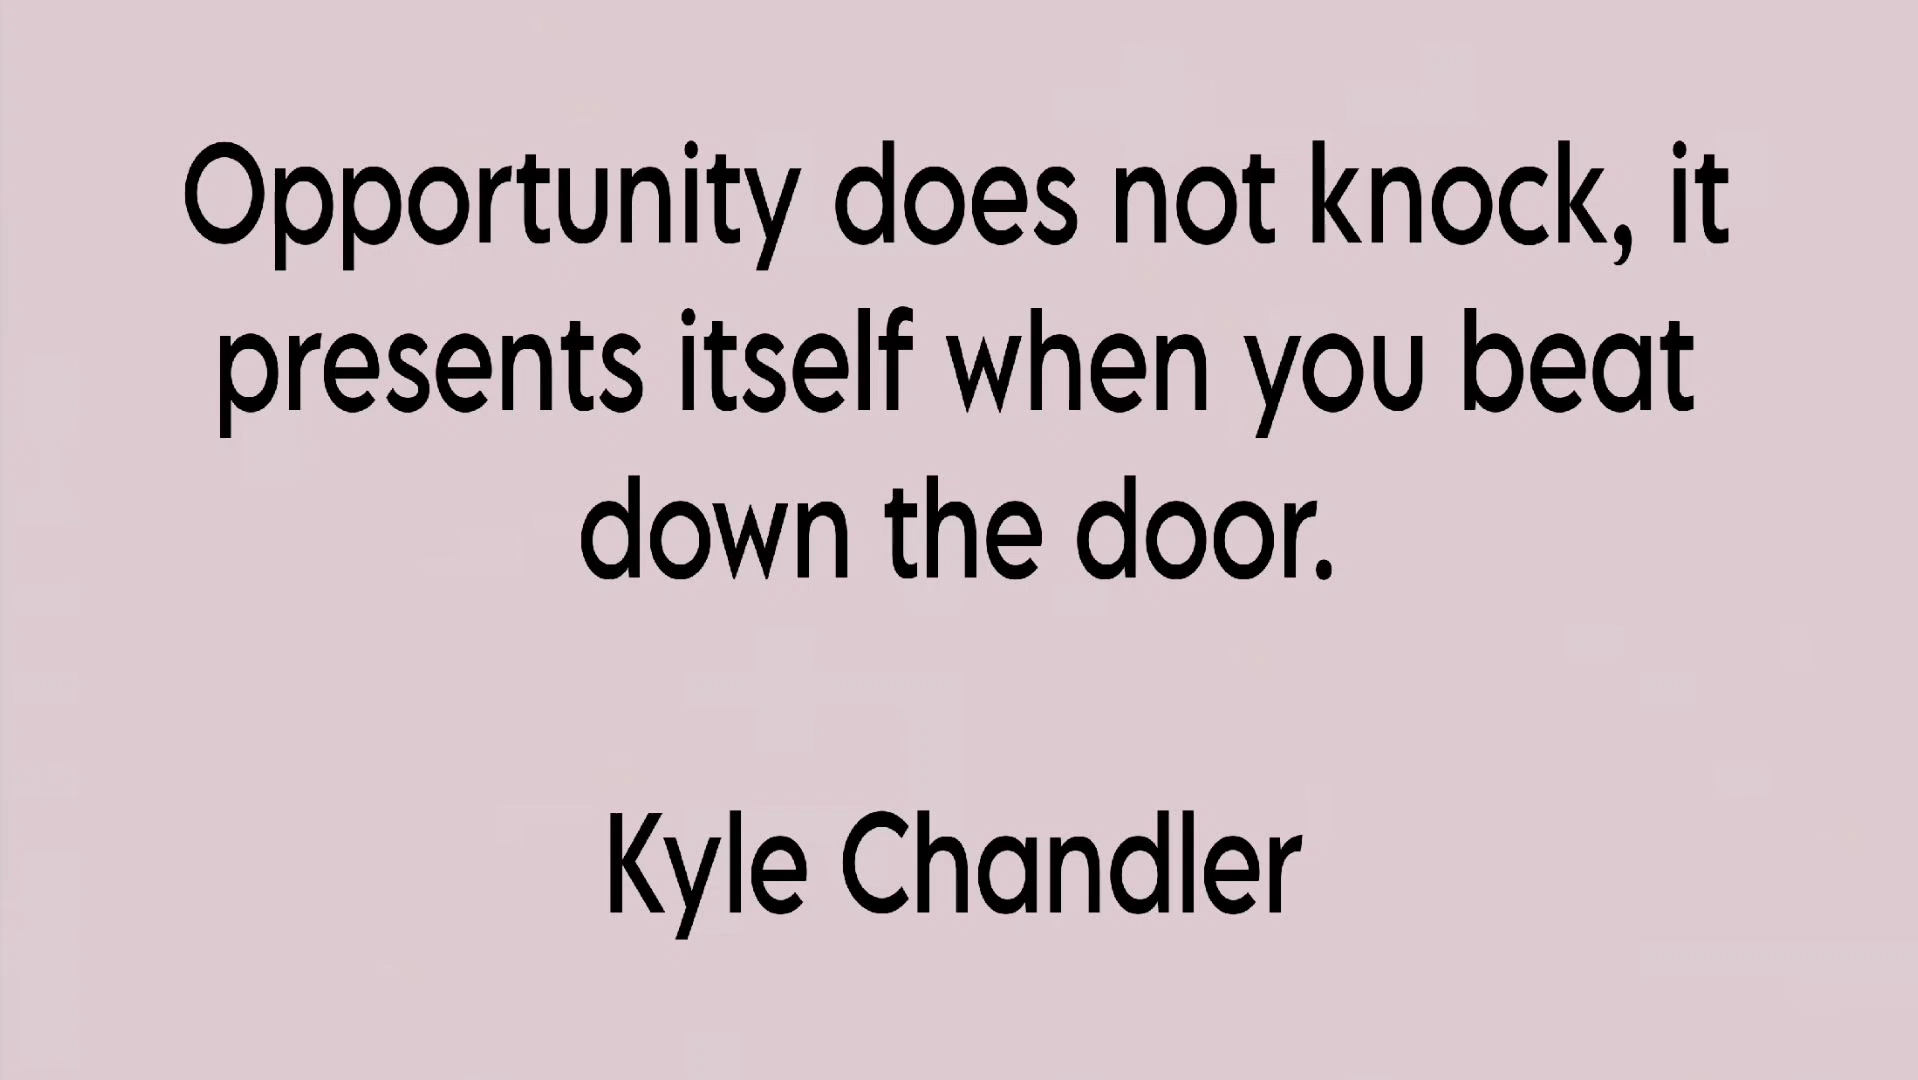 Opportunity does not knock, it
presents itself when you beat
down the door.
Kyle Chandler